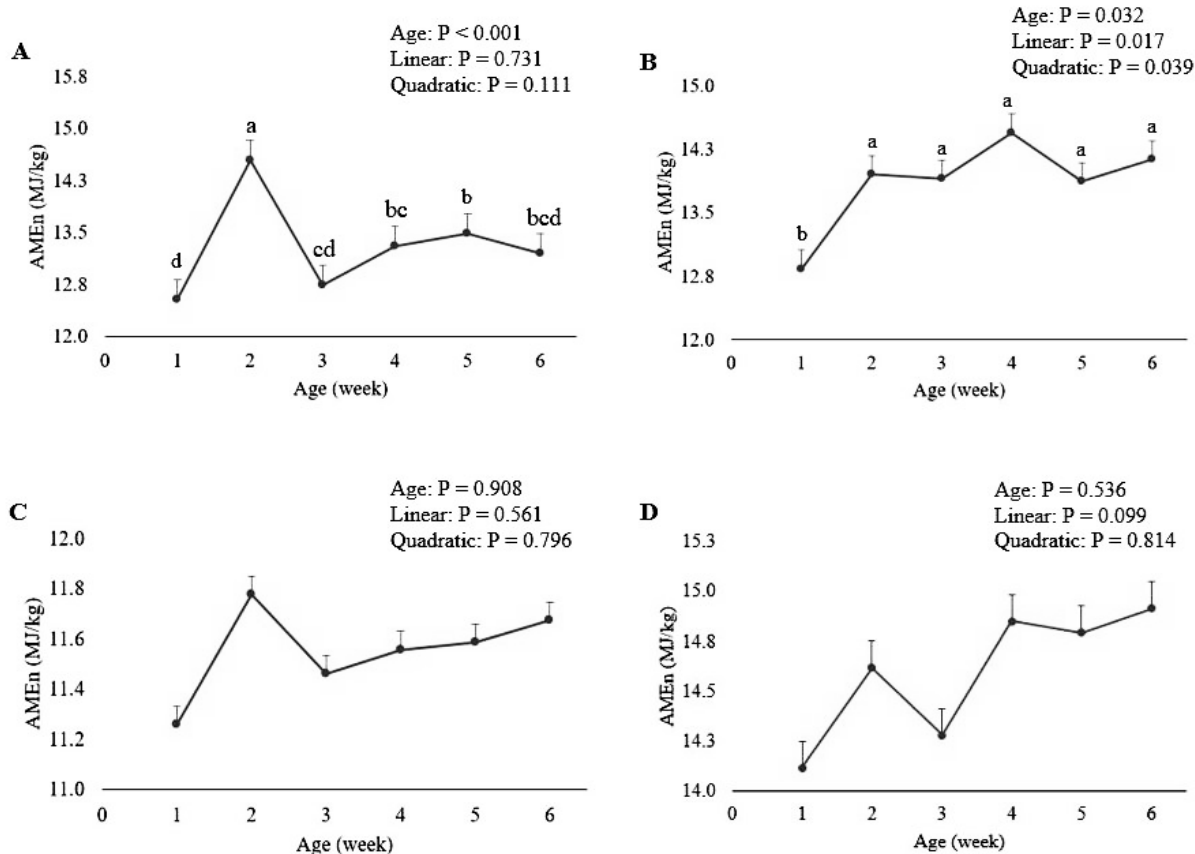 A
Age: P < 0.001
Linear: P = 0.731
Quadratic: P = 0.111
15.8
15.0
14.3
13.5
12.8
12.0
AMEn (MJ/kg)
d
a
cd
bc
b
bcd
0 1 2 3 4 5 6
Age (week)
B
Age: P = 0.032
Linear: P = 0.017
Quadratic: P = 0.039
15.0
14.3
13.5
12.8
12.0
AMEn (MJ/kg)
b
a
a
a
a
a
0 1 2 3 4 5 6
Age (week)
C
Age: P = 0.908
Linear: P = 0.561
Quadratic: P = 0.796
12.0
11.8
11.6
11.4
11.2
11.0
AMEn (MJ/kg)
0 1 2 3 4 5 6
Age (week)
D
Age: P = 0.536
Linear: P = 0.099
Quadratic: P = 0.814
15.3
15.0
14.8
14.5
14.3
14.0
AMEn (MJ/kg)
0 1 2 3 4 5 6
Age (week)